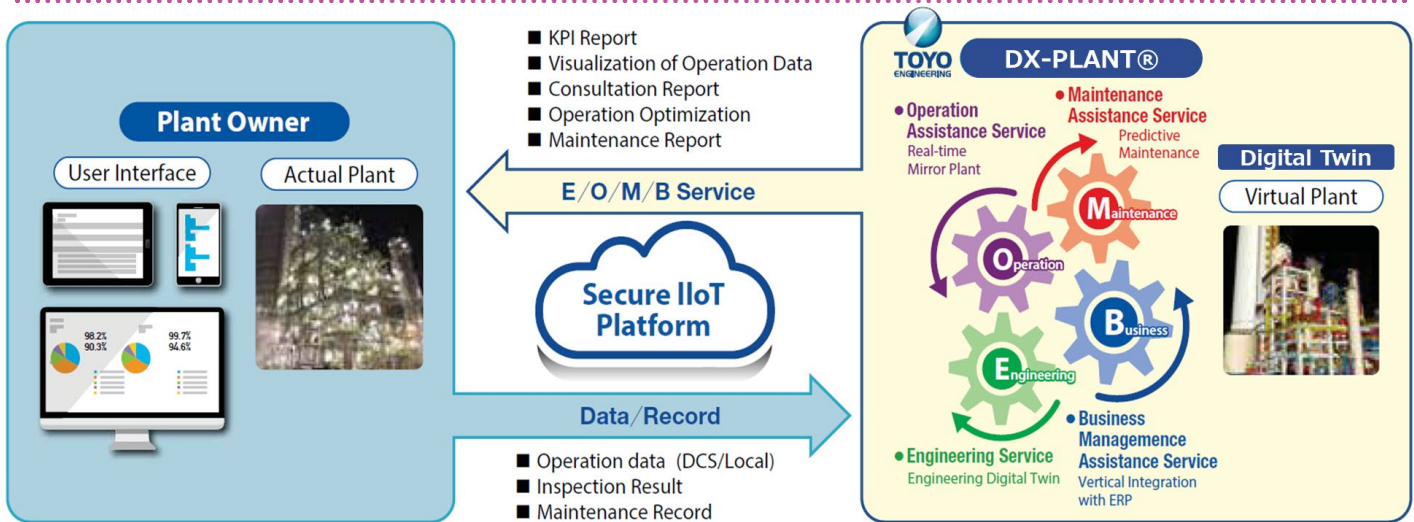 Plant Owner
User Interface
Actual Plant
98.2%
90.3%
99.7%
94.6%
■ KPI Report
■ Visualization of Operation Data
■ Consultation Report
■ Operation Optimization
■ Maintenance Report
E/O/M/B Service
Secure IIoT
Platform
Data/Record
■ Operation data (DCS/Local)
■ Inspection Result
■ Maintenance Record
TOYO
ENGINEERING
DX-PLANT®
• Operation
Assistance Service
Real-time
Mirror Plant
• Maintenance
Assistance Service
Predictive
Maintenance
Digital Twin
Virtual Plant
Maintenance
Operation
Business
Engineering
• Engineering Service
Engineering Digital Twin
• Business
Managemence
Assistance Service
Vertical Integration
with ERP